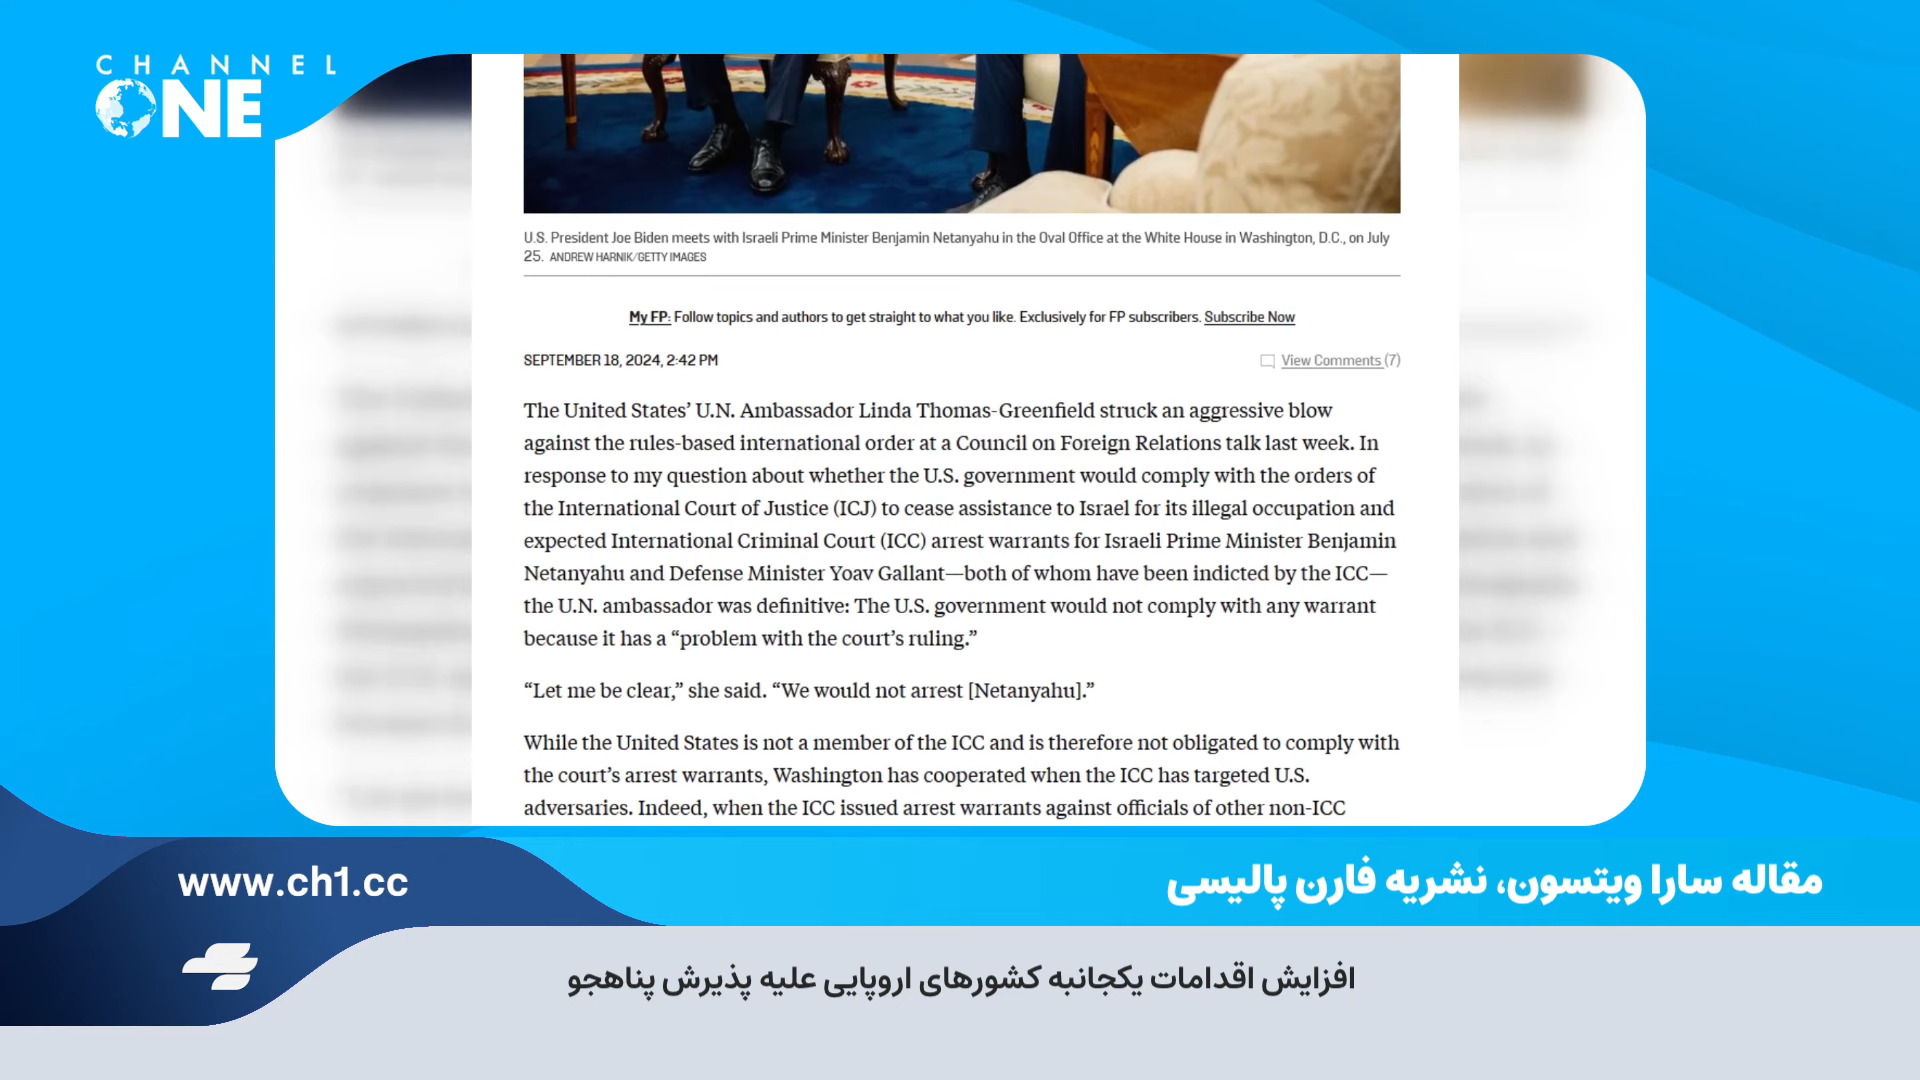 CHANNEL
ONE
U.S. President Joe Biden meets with Israeli Prime Minister Benjamin Netanyahu in the Oval Office at the White House in Washington, D.C., on July
25. ANDREW HARNIK/GETTY IMAGES
My FP: Follow topics and authors to get straight to what you like. Exclusively for FP subscribers. Subscribe Now
SEPTEMBER 18, 2024, 2:42 PM
View Comments (7)
The United States’ U.N. Ambassador Linda Thomas-Greenfield struck an aggressive blow
against the rules-based international order at a Council on Foreign Relations talk last week. In
response to my question about whether the U.S. government would comply with the orders of
the International Court of Justice (ICJ) to cease assistance to Israel for its illegal occupation and
expected International Criminal Court (ICC) arrest warrants for Israeli Prime Minister Benjamin
Netanyahu and Defense Minister Yoav Gallant—both of whom have been indicted by the ICC—
the U.N. ambassador was definitive: The U.S. government would not comply with any warrant
because it has a “problem with the court’s ruling.”
“Let me be clear,” she said. “We would not arrest [Netanyahu].”
While the United States is not a member of the ICC and is therefore not obligated to comply with
the court’s arrest warrants, Washington has cooperated when the ICC has targeted U.S.
adversaries. Indeed, when the ICC issued arrest warrants against officials of other non-ICC
www.ch1.cc
مقاله سارا ویتسون، نشریه فارن پالیسی
افزایش اقدامات یکجانبه کشورهای اروپایی علیه پذیرش پناهجو